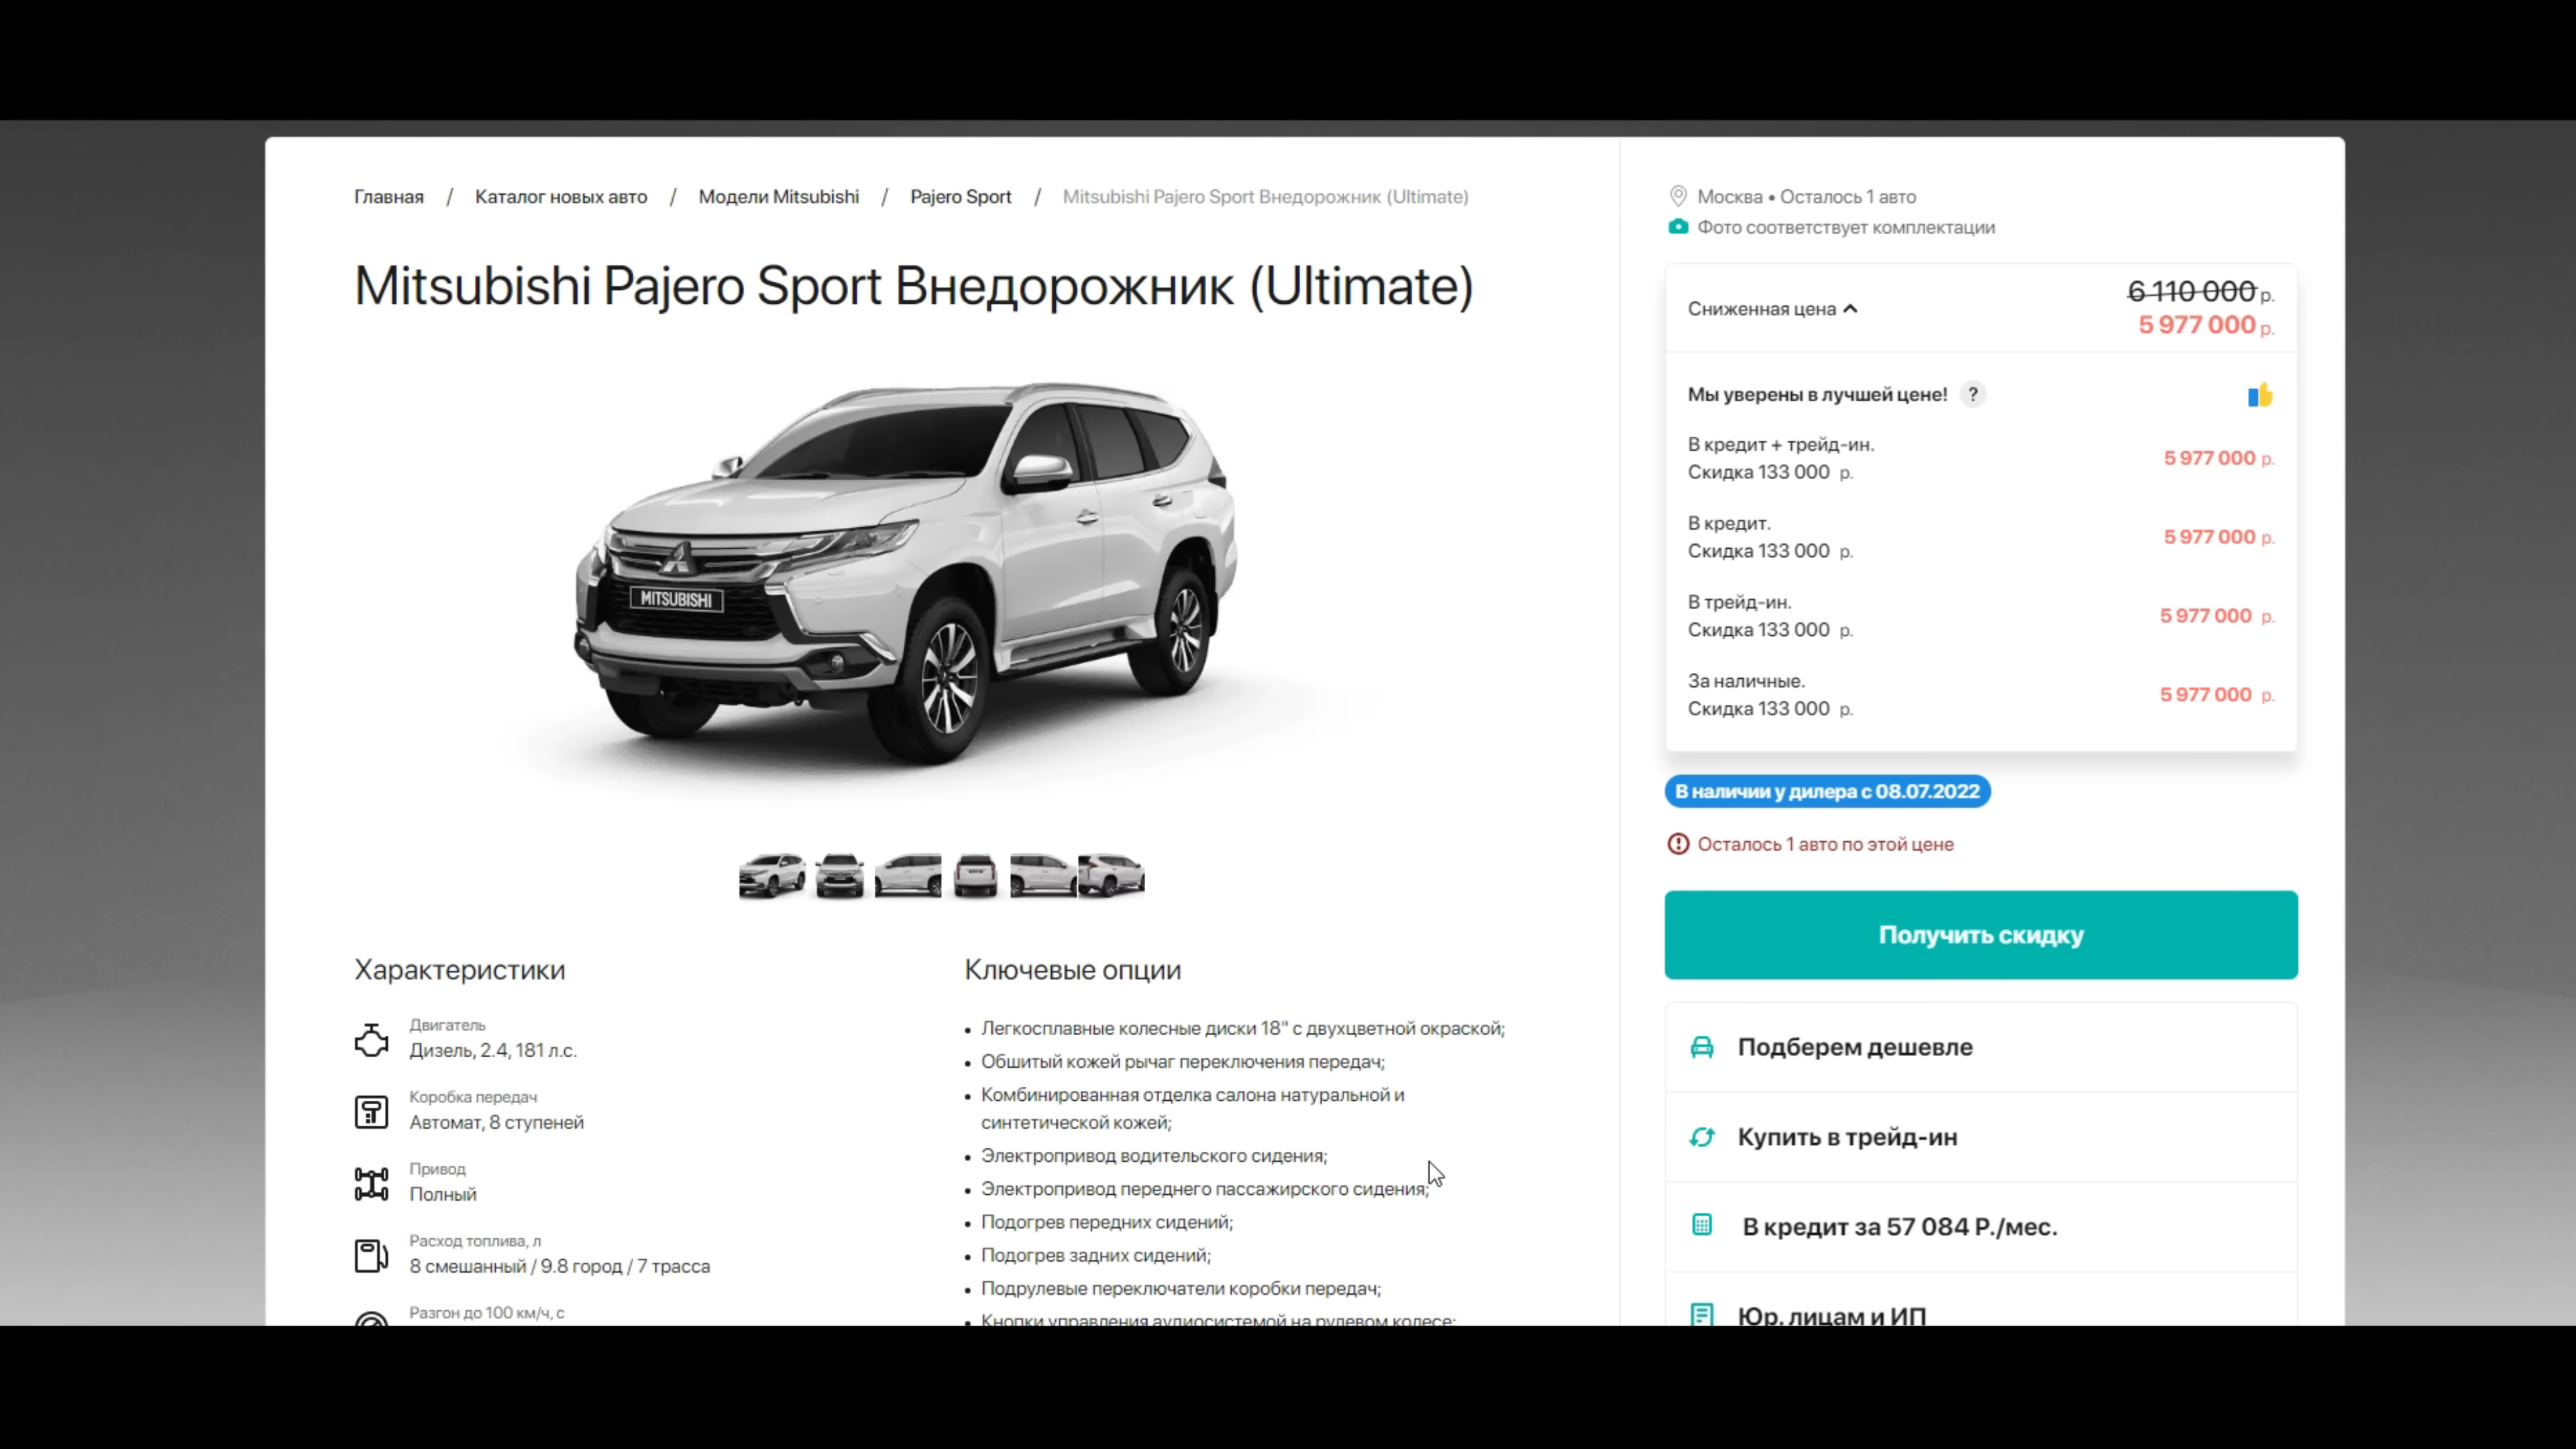 Главная / Каталог новых авто / Модели Mitsubishi / Pajero Sport / Mitsubishi Pajero Sport Внедорожник (Ultimate)
Mitsubishi Pajero Sport Внедорожник (Ultimate)
MITSUBISHI
Характеристики
Двигатель
Дизель, 2.4, 181 л.с.
Коробка передач
Автомат, 8 ступеней
Привод
Полный
Расход топлива, л
8 смешанный / 9.8 город / 7 трасса
Разгон до 100 км/ч, с
Ключевые опции
• Легкосплавные колесные диски 18" с двухцветной окраской;
• Обшитый кожей рычаг переключения передач;
• Комбинированная отделка салона натуральной и
синтетической кожей;
• Электропривод водительского сидения;
• Электропривод переднего пассажирского сидения;
• Подогрев передних сидений;
• Подогрев задних сидений;
• Подрулевые переключатели коробки передач;
• Кнопки управления аудиосистемой на рулевом колесе;
Москва • Осталось 1 авто
Фото соответствует комплектации
Сниженная цена
6 110 000 р.
5 977 000 р.
Мы уверены в лучшей цене! ?
В кредит + трейд-ин.
Скидка 133 000 р.
5 977 000 р.
В кредит.
Скидка 133 000 р.
5 977 000 р.
В трейд-ин.
Скидка 133 000 р.
5 977 000 р.
За наличные.
Скидка 133 000 р.
5 977 000 р.
В наличии у дилера с 08.07.2022
Осталось 1 авто по этой цене
Получить скидку
Подберем дешевле
Купить в трейд-ин
В кредит за 57 084 Р./мес.
Юр. лицам и ИП